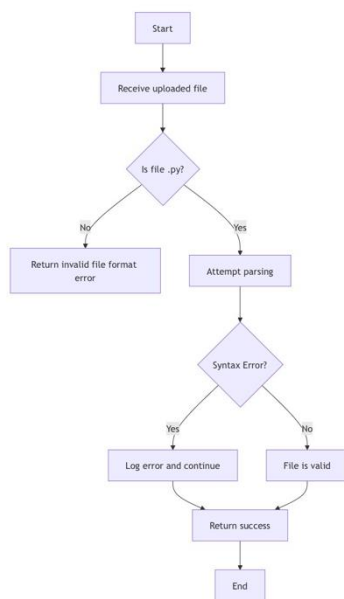 Start
Receive uploaded file
Is file .py?
No
Yes
Return invalid file format
error
Attempt parsing
Syntax Error?
Yes
No
Log error and continue
File is valid
Return success
End